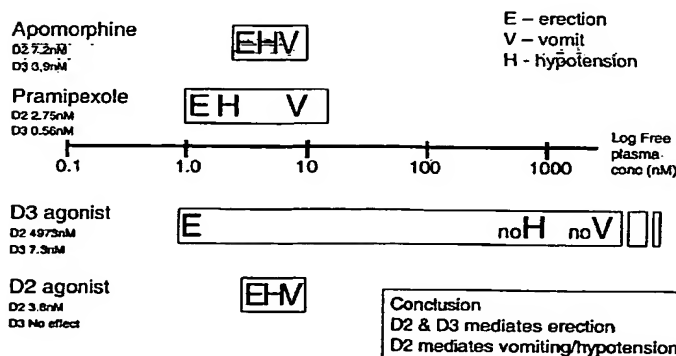 Apomorphine
D2 7.2nM
D3 3.9nM
EHV
E – erection
V – vomit
H - hypotension
Pramipexole
D2 2.75nM
D3 0.56nM
E H V
0.1 1.0 10 100 1000
Log Free
plasma
conc (nM)
D3 agonist
D2 4973nM
D3 7.3nM
E noH noV
D2 agonist
D2 3.6nM
D3 No effect
EHV
Conclusion
D2 & D3 mediates erection
D2 mediates vomiting/hypotension